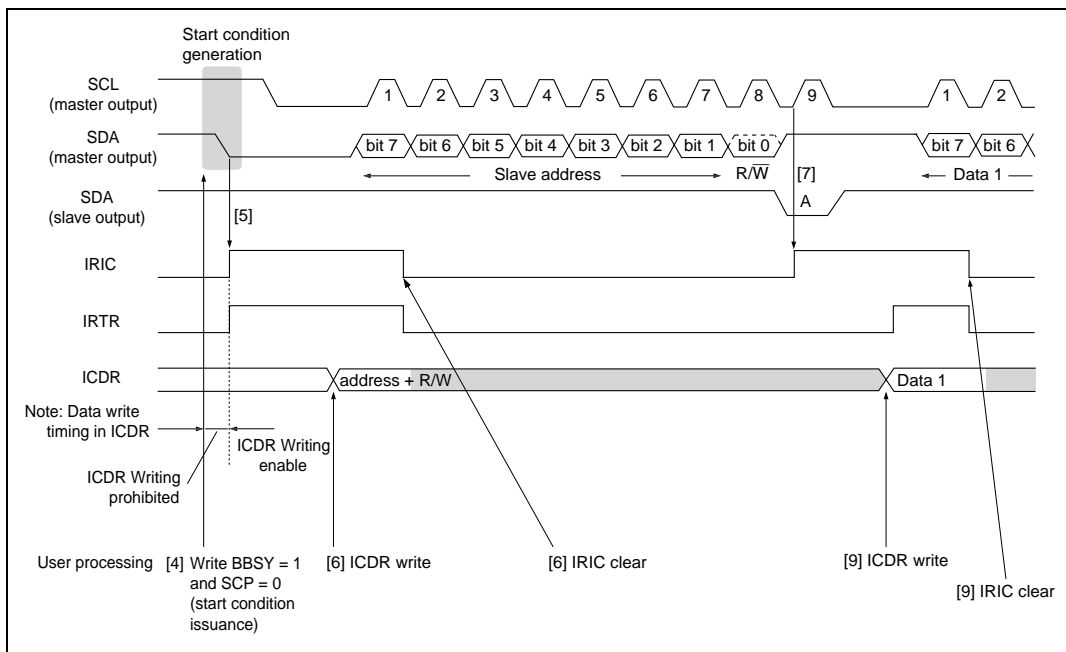 Start condition
generation
SCL
(master output)
1 2 3 4 5 6 7 8 9 1 2
SDA
(master output)
bit 7 bit 6 bit 5 bit 4 bit 3 bit 2 bit 1 bit 0 bit 7 bit 6
Slave address R/W̅ [7] Data 1
SDA
(slave output)
[5]
A
IRIC
IRTR
ICDR
address + R/W
Data 1
Note: Data write
timing in ICDR
ICDR Writing
enable
ICDR Writing
prohibited
User processing
[4] Write BBSY = 1
and SCP = 0
(start condition
issuance)
[6] ICDR write
[6] IRIC clear
[9] ICDR write
[9] IRIC clear